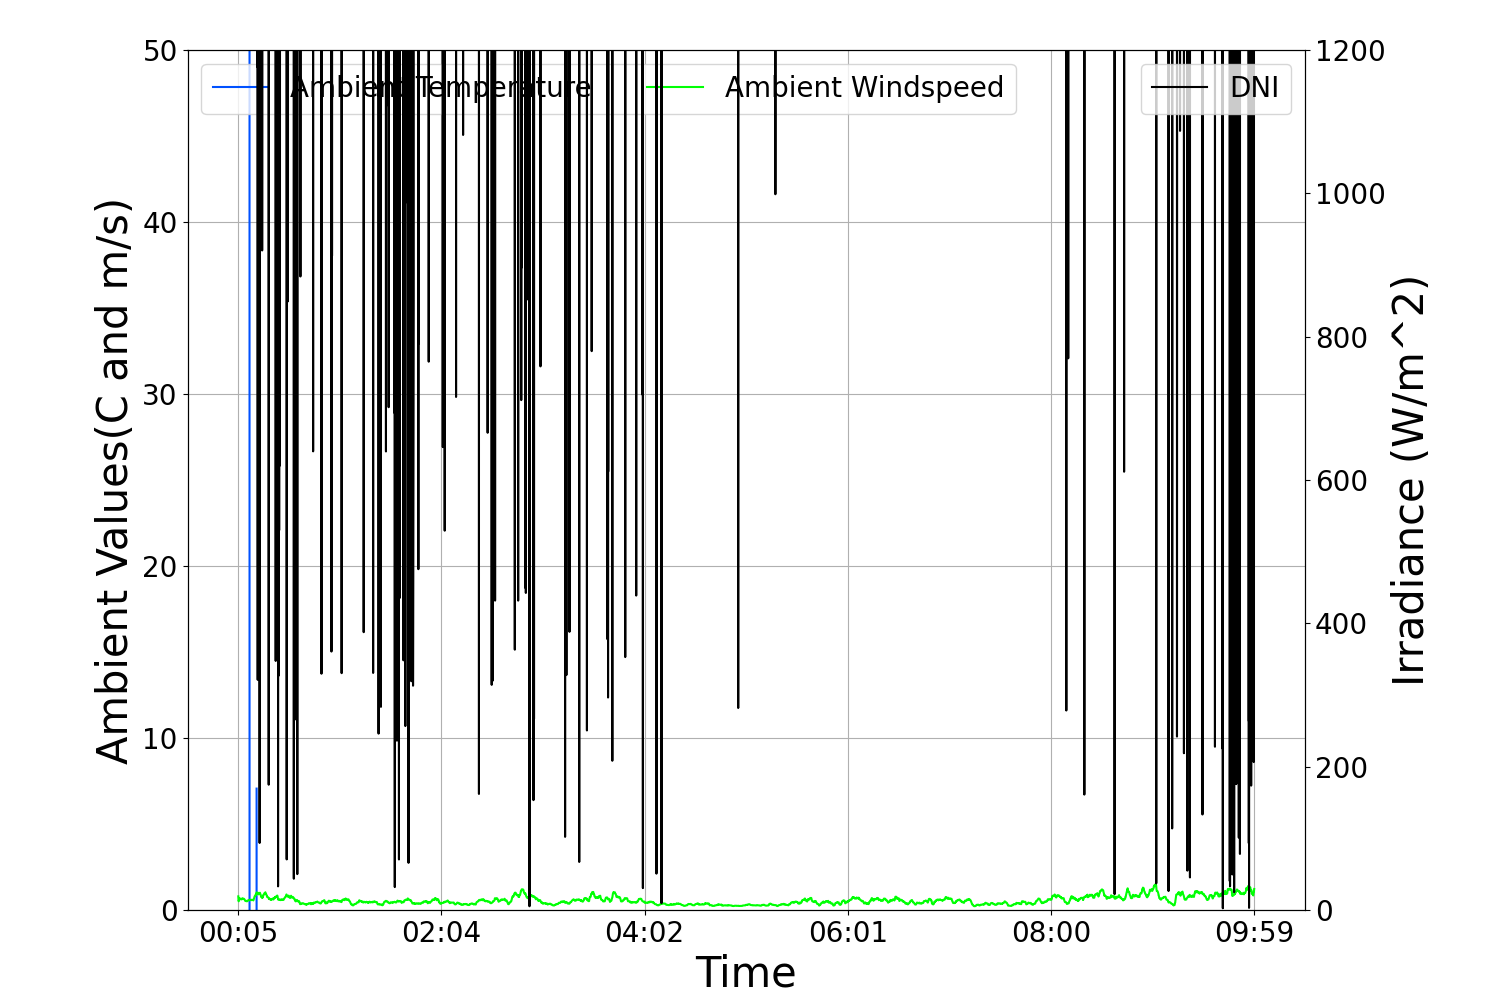 Ambient Temperature
Ambient Windspeed
DNI
Ambient Values(C and m/s)
50
40
30
20
10
0
1200
1000
800
600
400
200
0
Irradiance (W/m^2)
00:05 02:04 04:02 06:01 08:00 09:59
Time